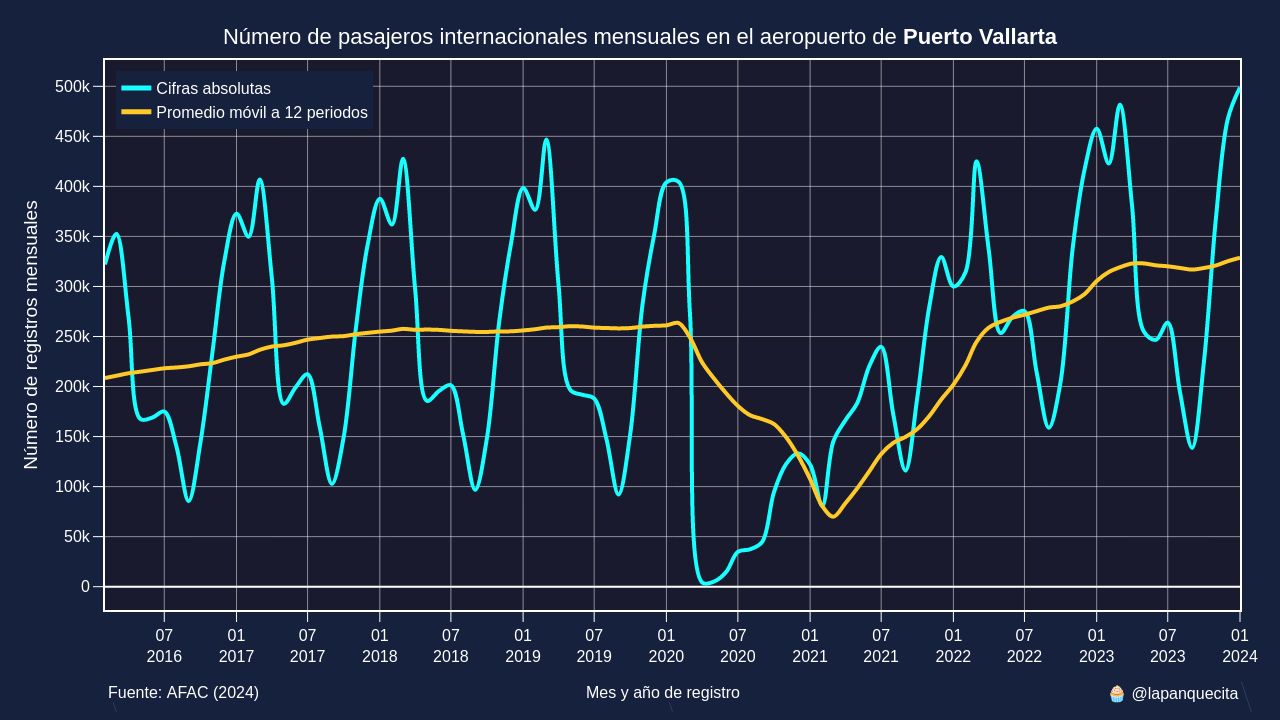 Número de pasajeros internacionales mensuales en el aeropuerto de Puerto Vallarta
Cifras absolutas
Promedio móvil a 12 periodos
Número de registros mensuales
500k
450k
400k
350k
300k
250k
200k
150k
100k
50k
0
07 01 07 01 07 01 07 01 07 01 07 01 07 01 07 01
2016 2017 2017 2018 2018 2019 2019 2020 2020 2021 2021 2022 2022 2023 2023 2024
Fuente: AFAC (2024)
Mes y año de registro
🧁 @lapanquecita